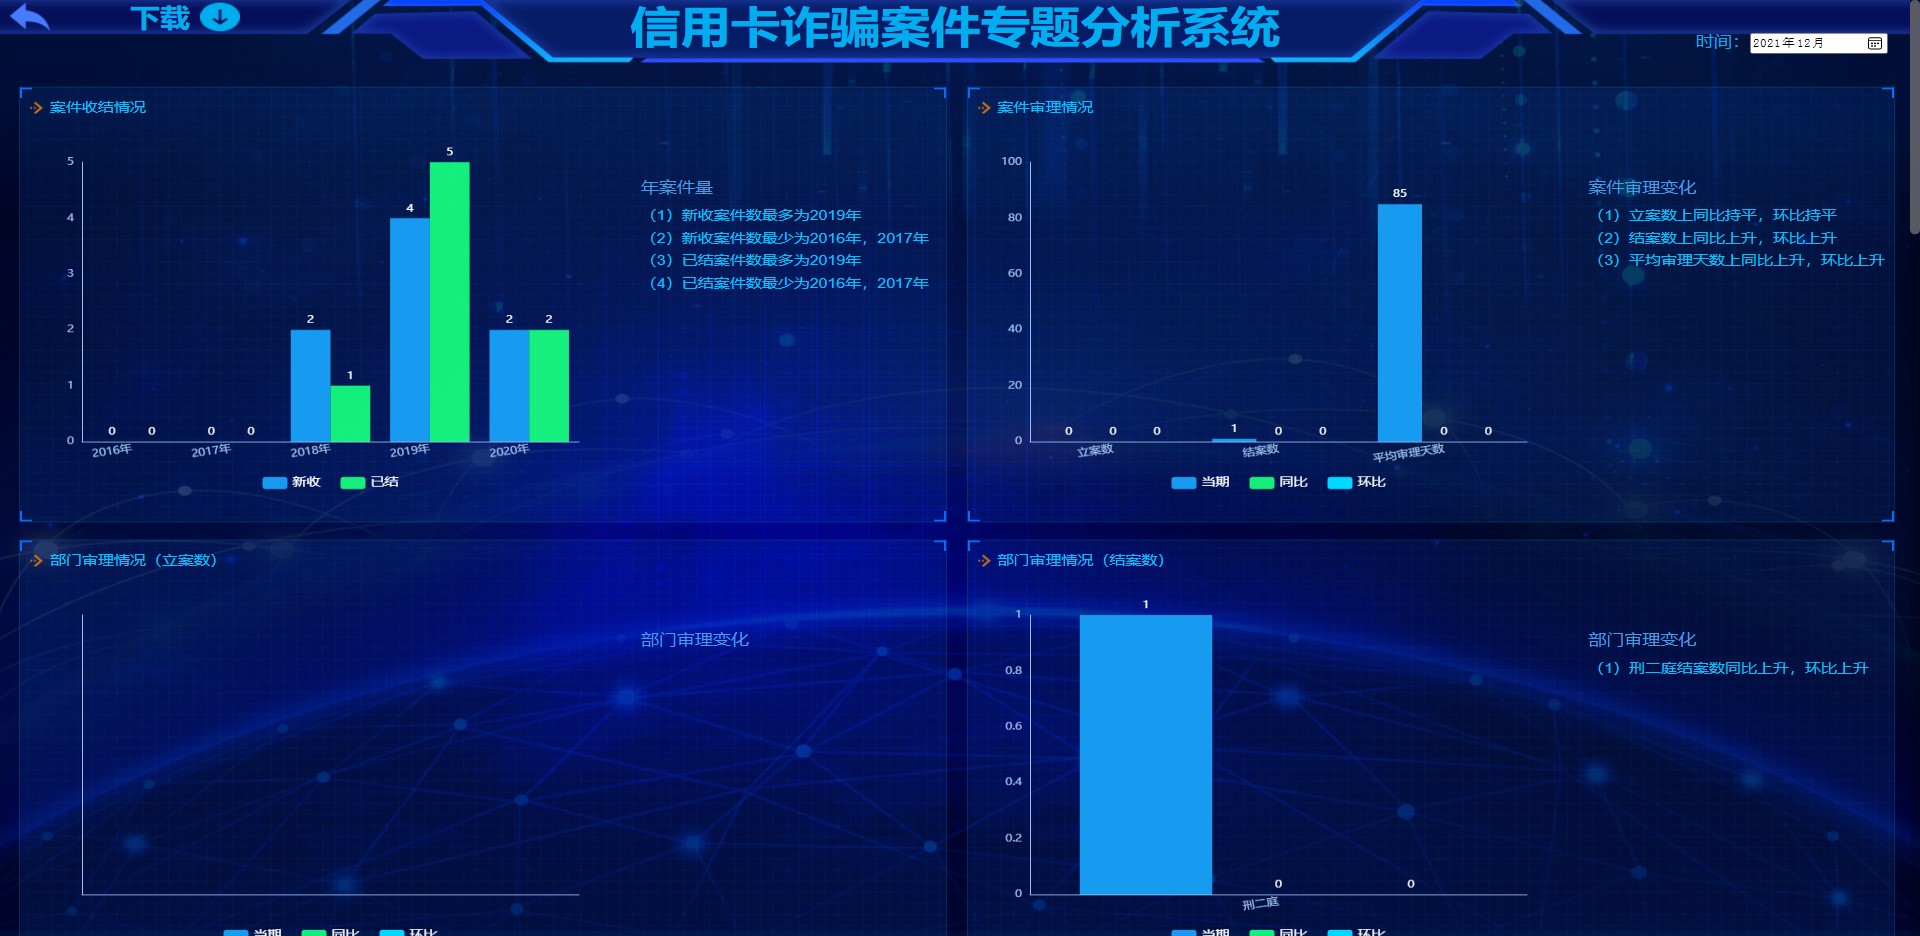 下载
信用卡诈骗案件专题分析系统
时间：
2021年12月
案件收结情况
5
4
3
2
1
0
0 0 0 0 2 1 4 5 2 2
2016年 2017年 2018年 2019年 2020年
新收 已结
年案件量
（1）新收案件数最多为2019年
（2）新收案件数最少为2016年，2017年
（3）已结案件数最多为2019年
（4）已结案件数最少为2016年，2017年
案件审理情况
100
80
60
40
20
0
0 0 0 1 0 0 85 0 0
立案数 结案数 平均审理天数
当期 同比 环比
案件审理变化
（1）立案数上同比持平，环比持平
（2）结案数上同比上升，环比上升
（3）平均审理天数上同比上升，环比上升
部门审理情况（立案数）
部门审理变化
当期 同比 环比
部门审理情况（结案数）
1
0.8
0.6
0.4
0.2
0
1 0 0
刑二庭
当期 同比 环比
部门审理变化
（1）刑二庭结案数同比上升，环比上升